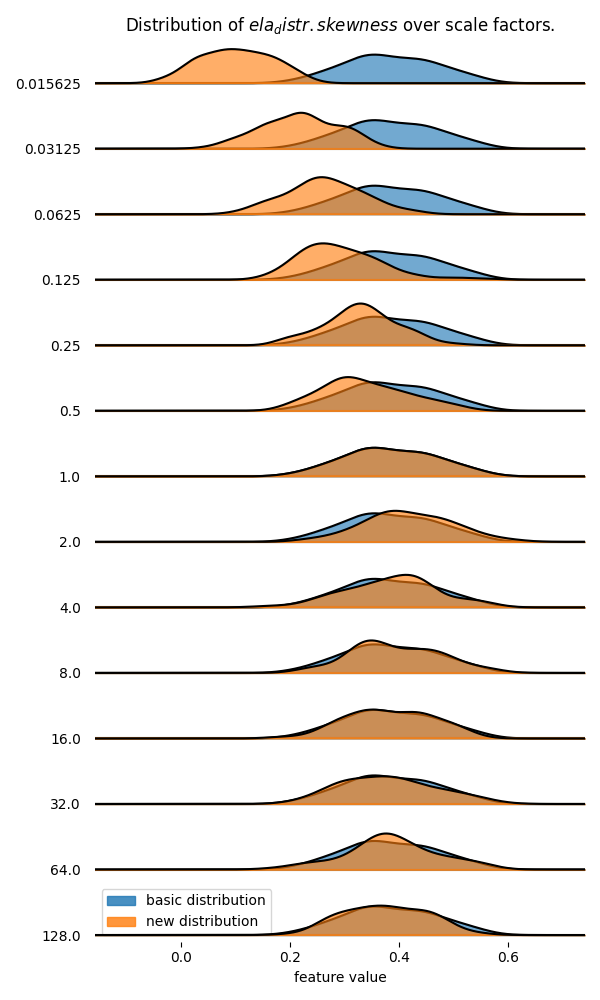 Distribution of ela_distr.skewness over scale factors.
0.015625
0.03125
0.0625
0.125
0.25
0.5
1.0
2.0
4.0
8.0
16.0
32.0
64.0
basic distribution
new distribution
128.0
0.0 0.2 0.4 0.6
feature value